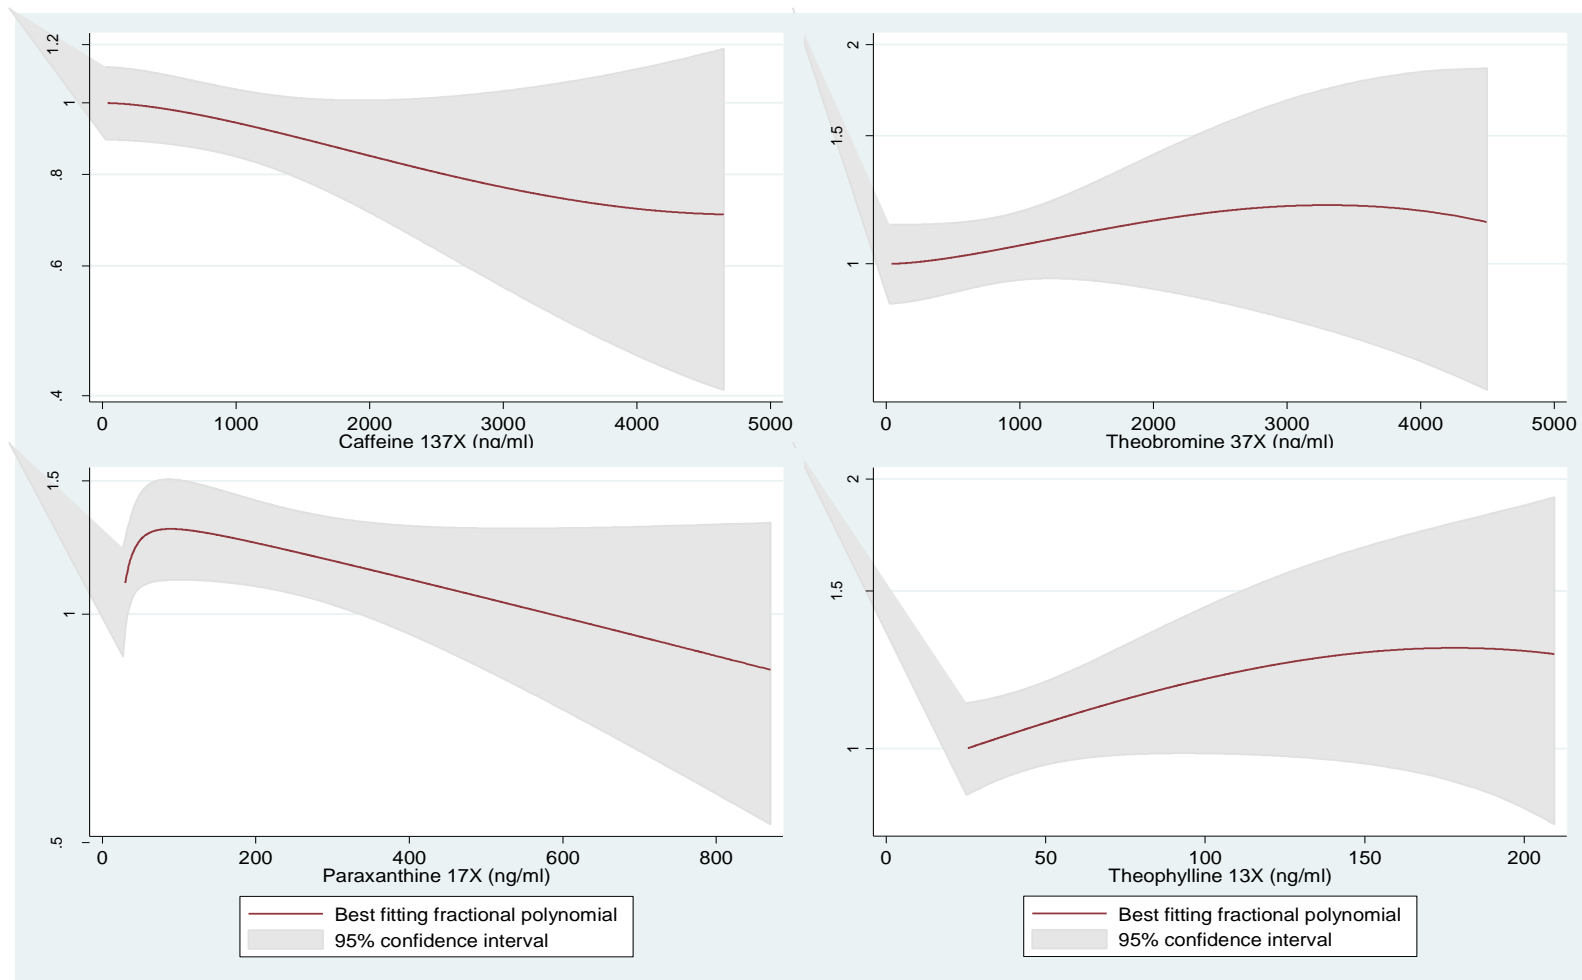 1.2
1
.8
.6
.4
0 1000 2000 3000 4000 5000
Caffeine 137X (ng/ml)
2
1.5
1
0 1000 2000 3000 4000 5000
Theobromine 37X (ng/ml)
1.5
1
.5
0 200 400 600 800
Paraxanthine 17X (ng/ml)
Best fitting fractional polynomial
95% confidence interval
2
1.5
1
0 50 100 150 200
Theophylline 13X (ng/ml)
Best fitting fractional polynomial
95% confidence interval